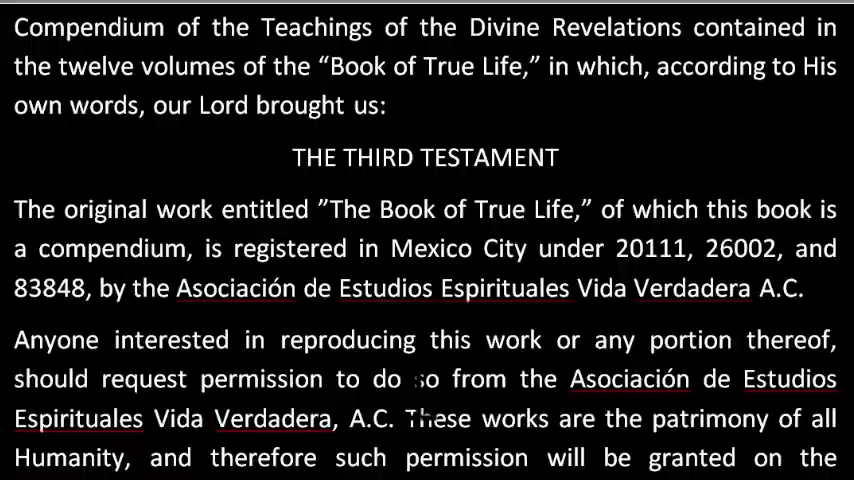 Compendium of the Teachings of the Divine Revelations contained in
the twelve volumes of the “Book of True Life,” in which, according to His
own words, our Lord brought us:
THE THIRD TESTAMENT
The original work entitled ”The Book of True Life,” of which this book is
a compendium, is registered in Mexico City under 20111, 26002, and
83848, by the Asociación de Estudios Espirituales Vida Verdadera A.C.
Anyone interested in reproducing this work or any portion thereof,
should request permission to do so from the Asociación de Estudios
Espirituales Vida Verdadera, A.C. These works are the patrimony of all
Humanity, and therefore such permission will be granted on the